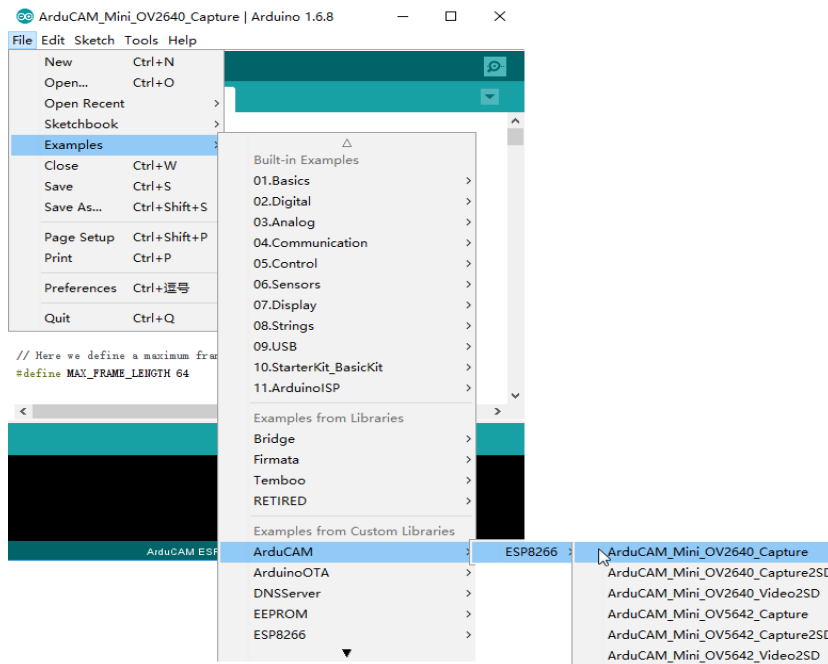 ArduCAM_Mini_OV2640_Capture | Arduino 1.6.8
File Edit Sketch Tools Help
New Ctrl+N
Open... Ctrl+O
Open Recent
Sketchbook
Examples
Close Ctrl+W
Save Ctrl+S
Save As... Ctrl+Shift+S
Page Setup Ctrl+Shift+P
Print Ctrl+P
Preferences Ctrl+逗号
Quit Ctrl+Q
// Here we define a maximum
#define MAX_FRAME_LENGTH 64
Built-in Examples
01.Basics
02.Digital
03.Analog
04.Communication
05.Control
06.Sensors
07.Display
08.Strings
09.USB
10.StarterKit_BasicKit
11.ArduinoISP
Examples from Libraries
Bridge
Firmata
Temboo
RETIRED
Examples from Custom Libraries
ArduCAM
ArduinoOTA
DNSServer
EEPROM
ESP8266
ArduCAM
ESP8266
ArduCAM_Mini_OV2640_Capture
ArduCAM_Mini_OV2640_Capture2SD
ArduCAM_Mini_OV2640_Video2SD
ArduCAM_Mini_OV5642_Capture
ArduCAM_Mini_OV5642_Capture2SD
ArduCAM_Mini_OV5642_Video2SD